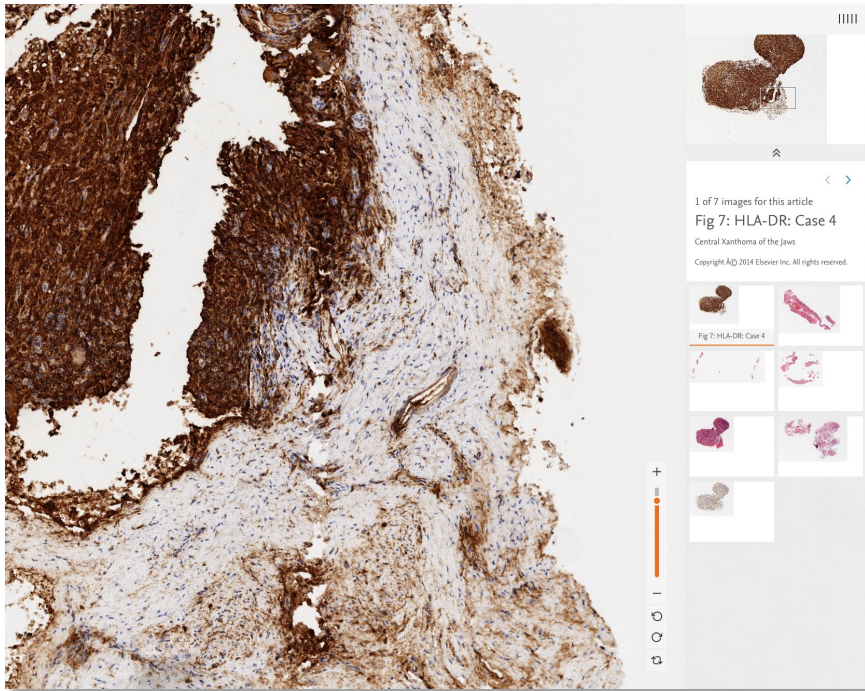 1 of 7 images for this article
Fig 7: HLA-DR: Case 4
Central Xanthoma of the Jaws
Copyright Â© 2014 Elsevier Inc. All rights reserved.
Fig 7: HLA-DR: Case 4